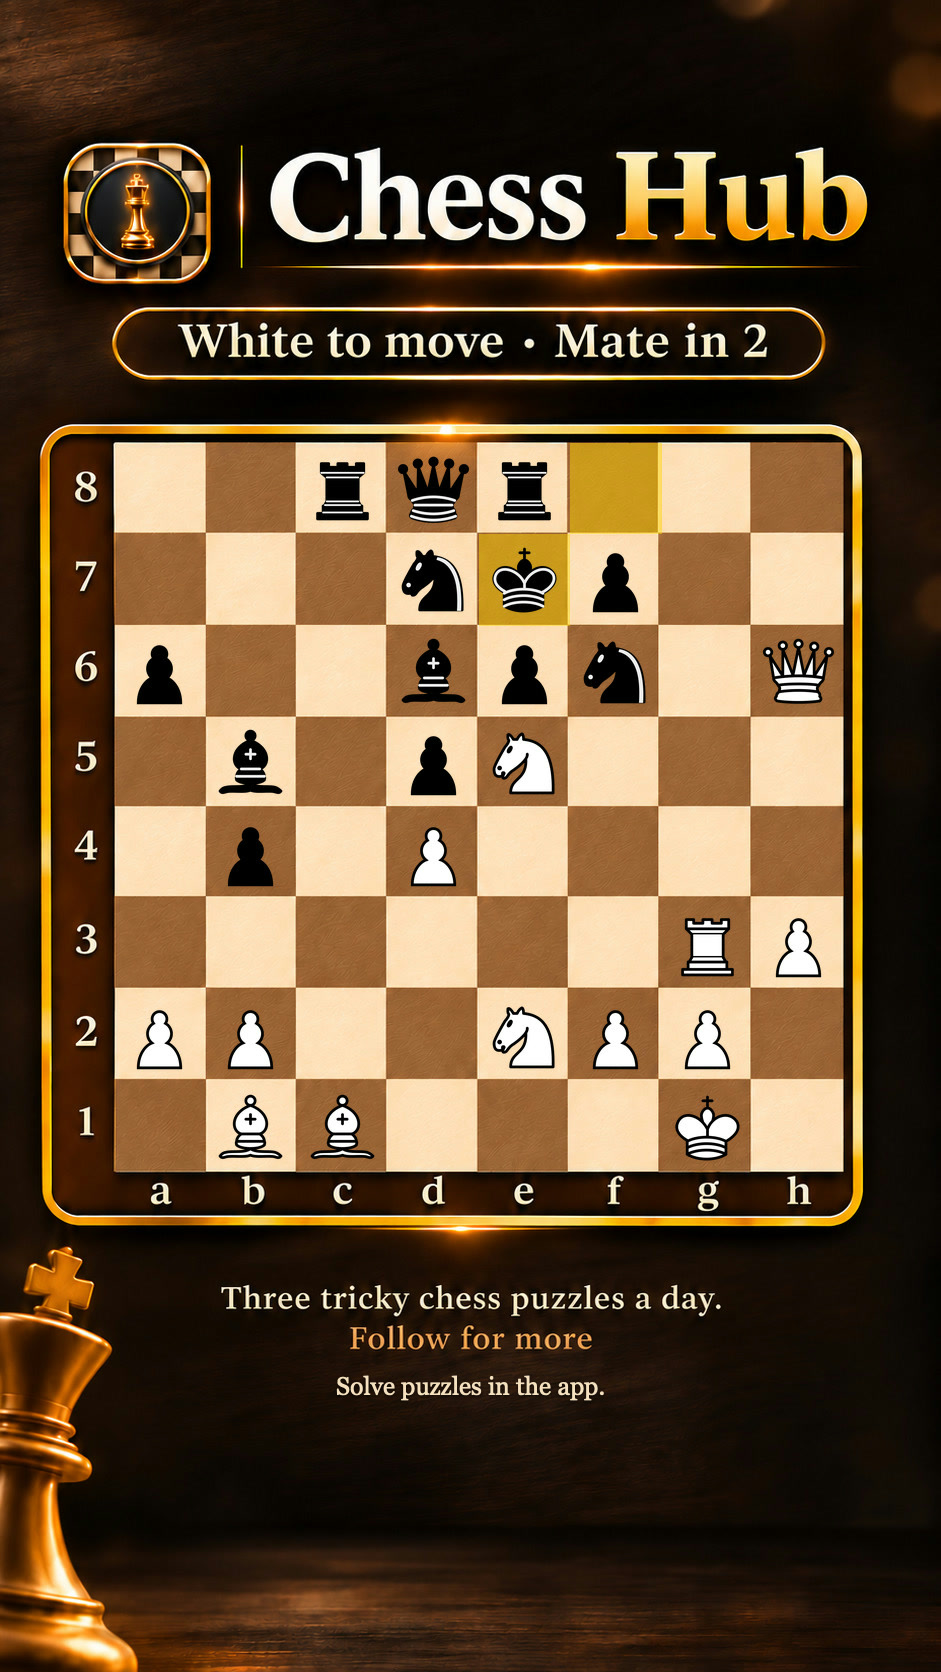 Chess Hub
White to move • Mate in 2
8
7
6
5
4
3
2
1
a b c d e f g h
Three tricky chess puzzles a day.
Follow for more
Solve puzzles in the app.